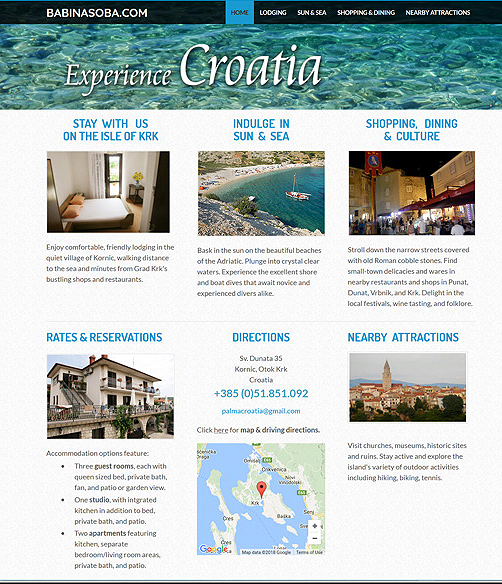 BABINASOBA.COM
HOME LODGING SUN & SEA SHOPPING & DINING NEARBY ATTRACTIONS
Experience Croatia
STAY WITH US
ON THE ISLE OF KRK
Enjoy comfortable, friendly lodging in the
quiet village of Kornic, walking distance
to the sea and minutes from Grad Krk's
bustling shops and restaurants.
INDULGE IN
SUN & SEA
Bask in the sun on the beautiful beaches
of the Adriatic. Plunge into crystal clear
waters. Experience the excellent shore
and boat dives that await novice and
experienced divers alike.
SHOPPING, DINING
& CULTURE
Stroll down the narrow streets covered
with old Roman cobble stones. Find
small-town delicacies and wares in
nearby restaurants and shops in Punat,
Dunat, Vrbnik, and Krk. Delight in the
local festivals, wine tasting, and folklore.
RATES & RESERVATIONS
Accommodation options feature:
• Three guest rooms, each with
queen sized bed, private bath,
fan, and patio or garden view.
• One studio, with intgrated
kitchen in addition to bed,
private bath, and patio.
• Two apartments featuring
kitchen, separate
bedroom/living room areas,
private bath, and patio.
DIRECTIONS
Sv. Dunata 35
Kornic, Otok Krk
Croatia
+385 (0)51.851.092
palmacroatia@gmail.com
Click here for map & driving directions.
Omišalj
Crikvenica
Novi
Vinodolski
Krk
Cres
Baška
Senj
Cres
Rab
+
−
Google Map data ©2018 Google Terms of Use
NEARBY ATTRACTIONS
Visit churches, museums, historic sites
and ruins. Stay active and explore the
island's variety of outdoor activities
including hiking, biking, tennis.